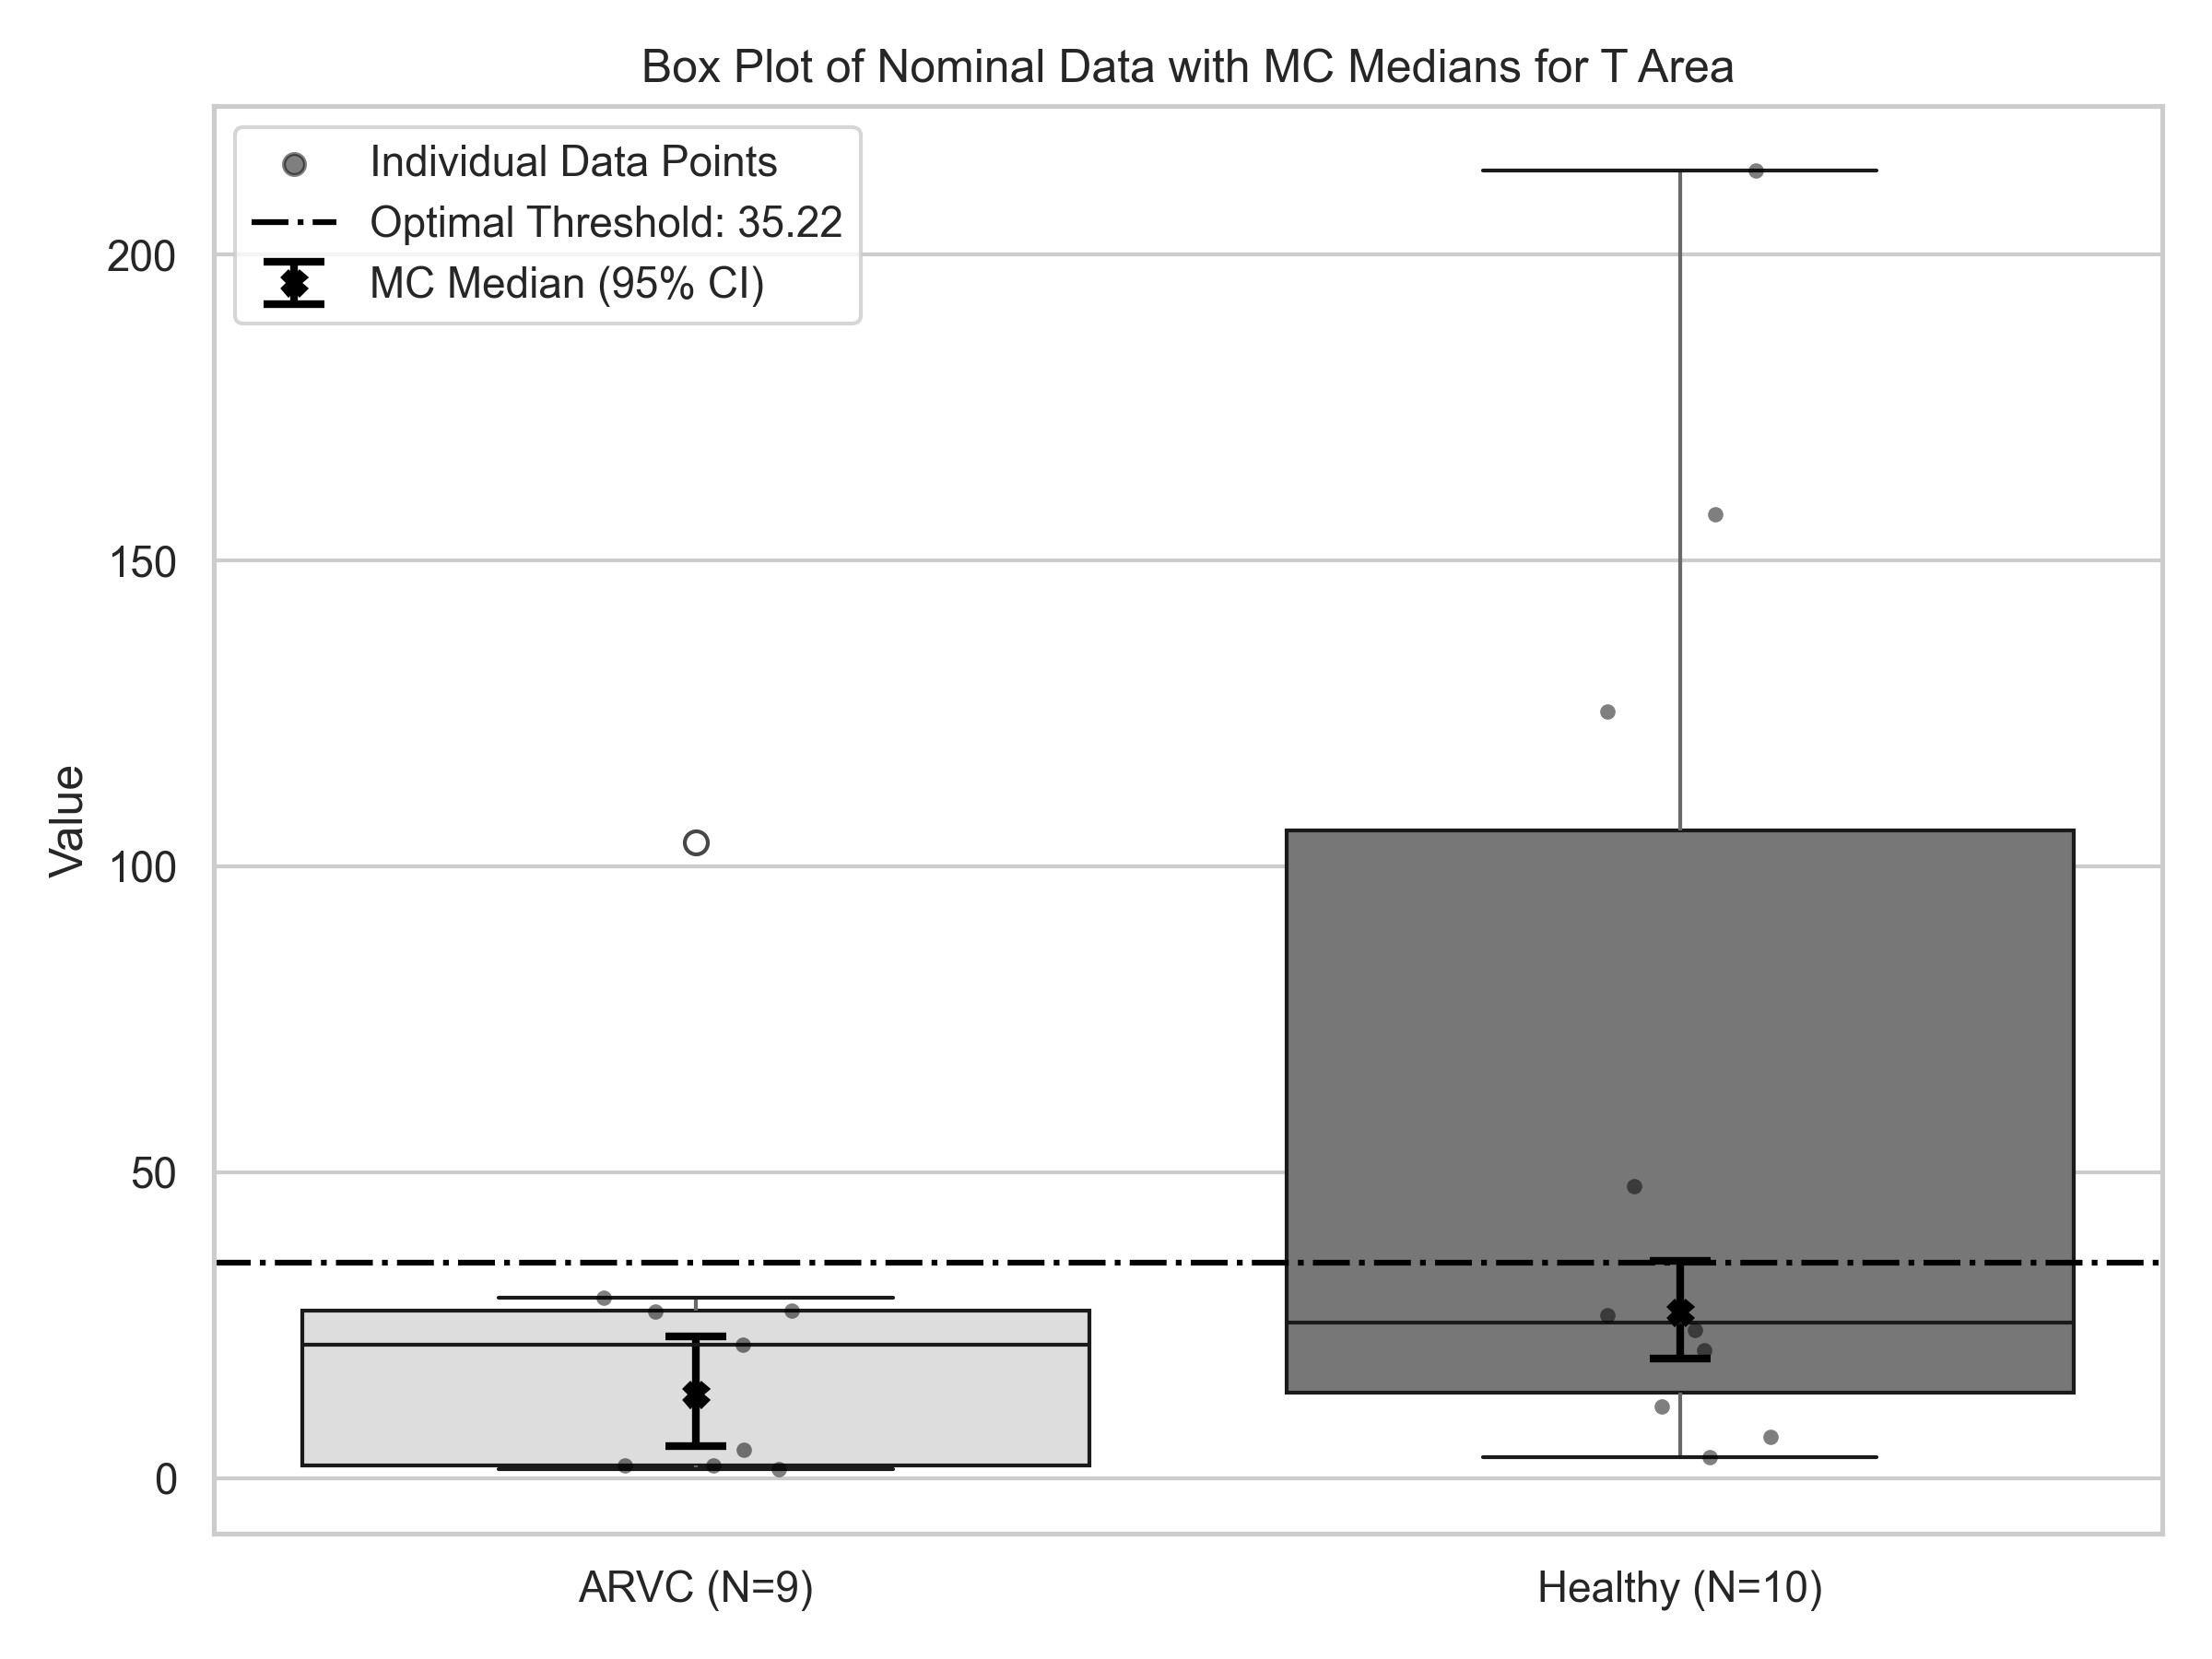 Box Plot of Nominal Data with MC Medians for T Area
Individual Data Points
Optimal Threshold: 35.22
MC Median (95% CI)
200
150
100
50
0
Value
ARVC (N=9)
Healthy (N=10)